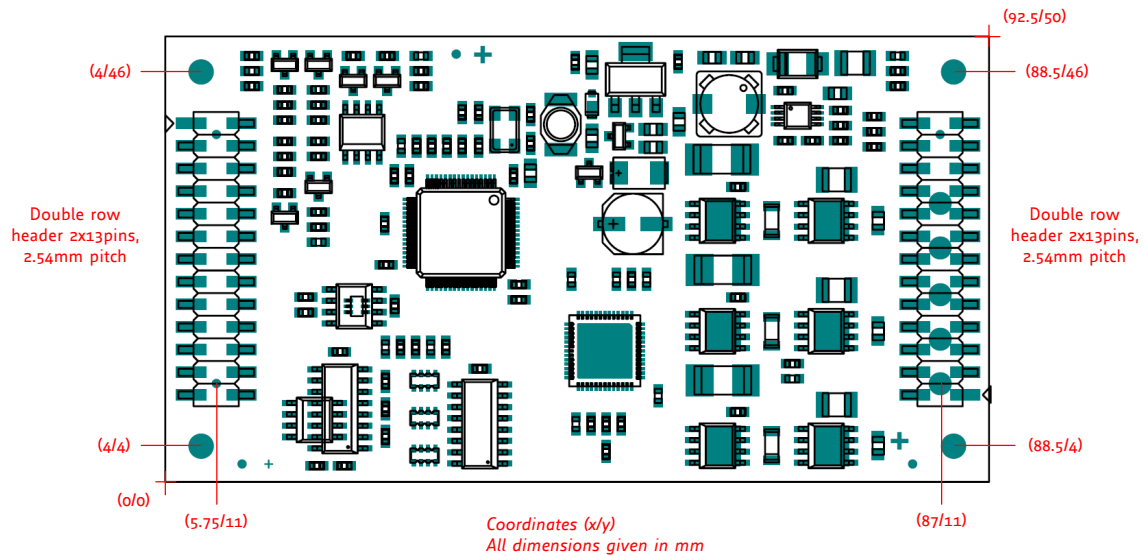 (92.5/50)
(4/46)
(88.5/46)
Double row
header 2x13pins,
2.54mm pitch
Double row
header 2x13pins,
2.54mm pitch
(4/4)
(88.5/4)
(0/0)
(5.75/11)
(87/11)
Coordinates (x/y)
All dimensions given in mm